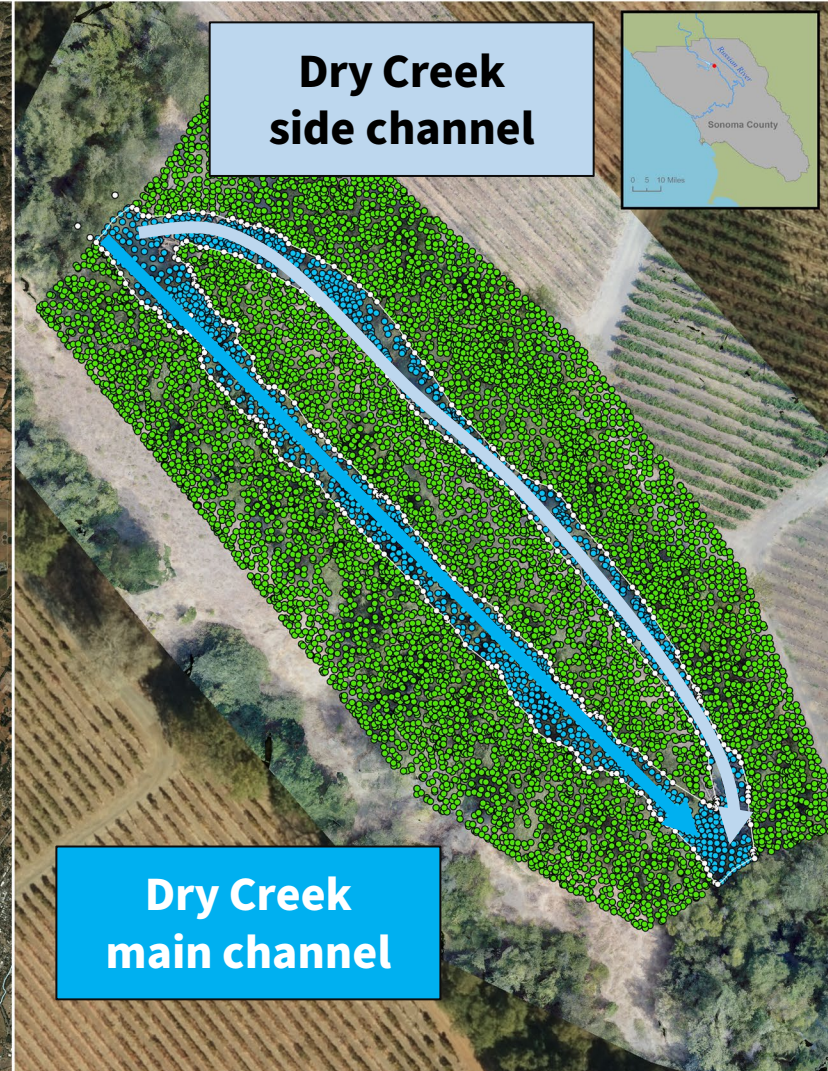 Dry Creek
side channel
Russian River
Sonoma County
0 5 10 Miles
Dry Creek
main channel